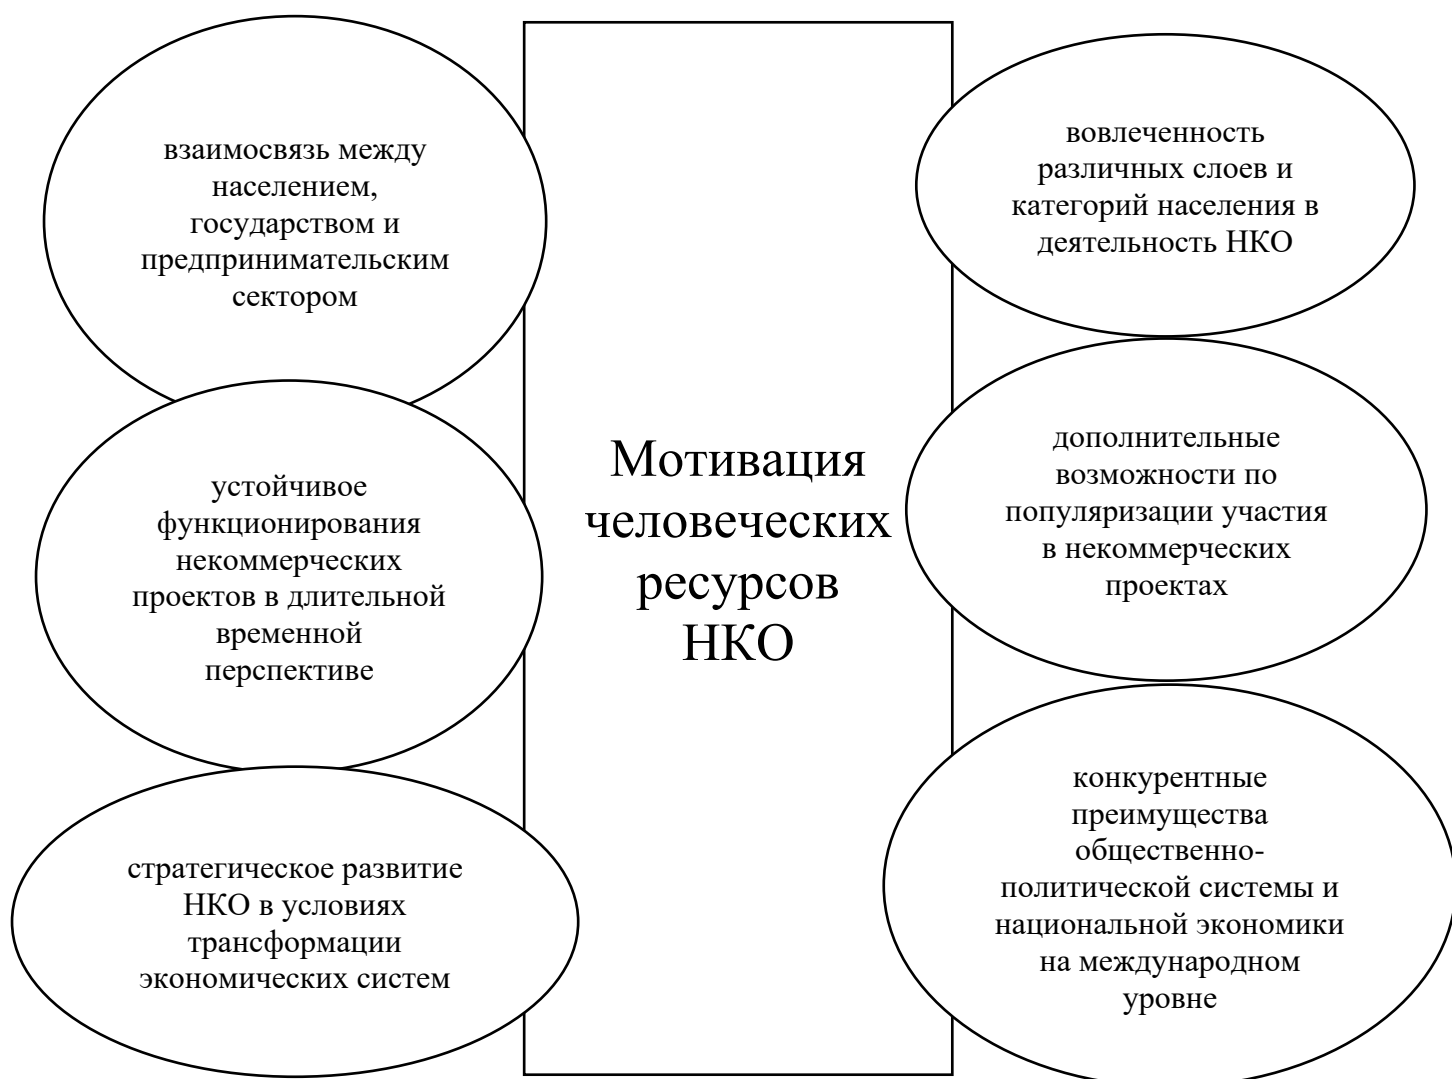 взаимосвязь между
населением,
государством и
предпринимательским
сектором
устойчивое
функционирования
некоммерческих
проектов в длительной
временной
перспективе
стратегическое развитие
НКО в условиях
трансформации
экономических систем
Мотивация
человеческих
ресурсов
НКО
вовлеченность
различных слоев и
категорий населения в
деятельность НКО
дополнительные
возможности по
популяризации участия
в некоммерческих
проектах
конкурентные
преимущества
общественно-
политической системы и
национальной экономики
на международном
уровне